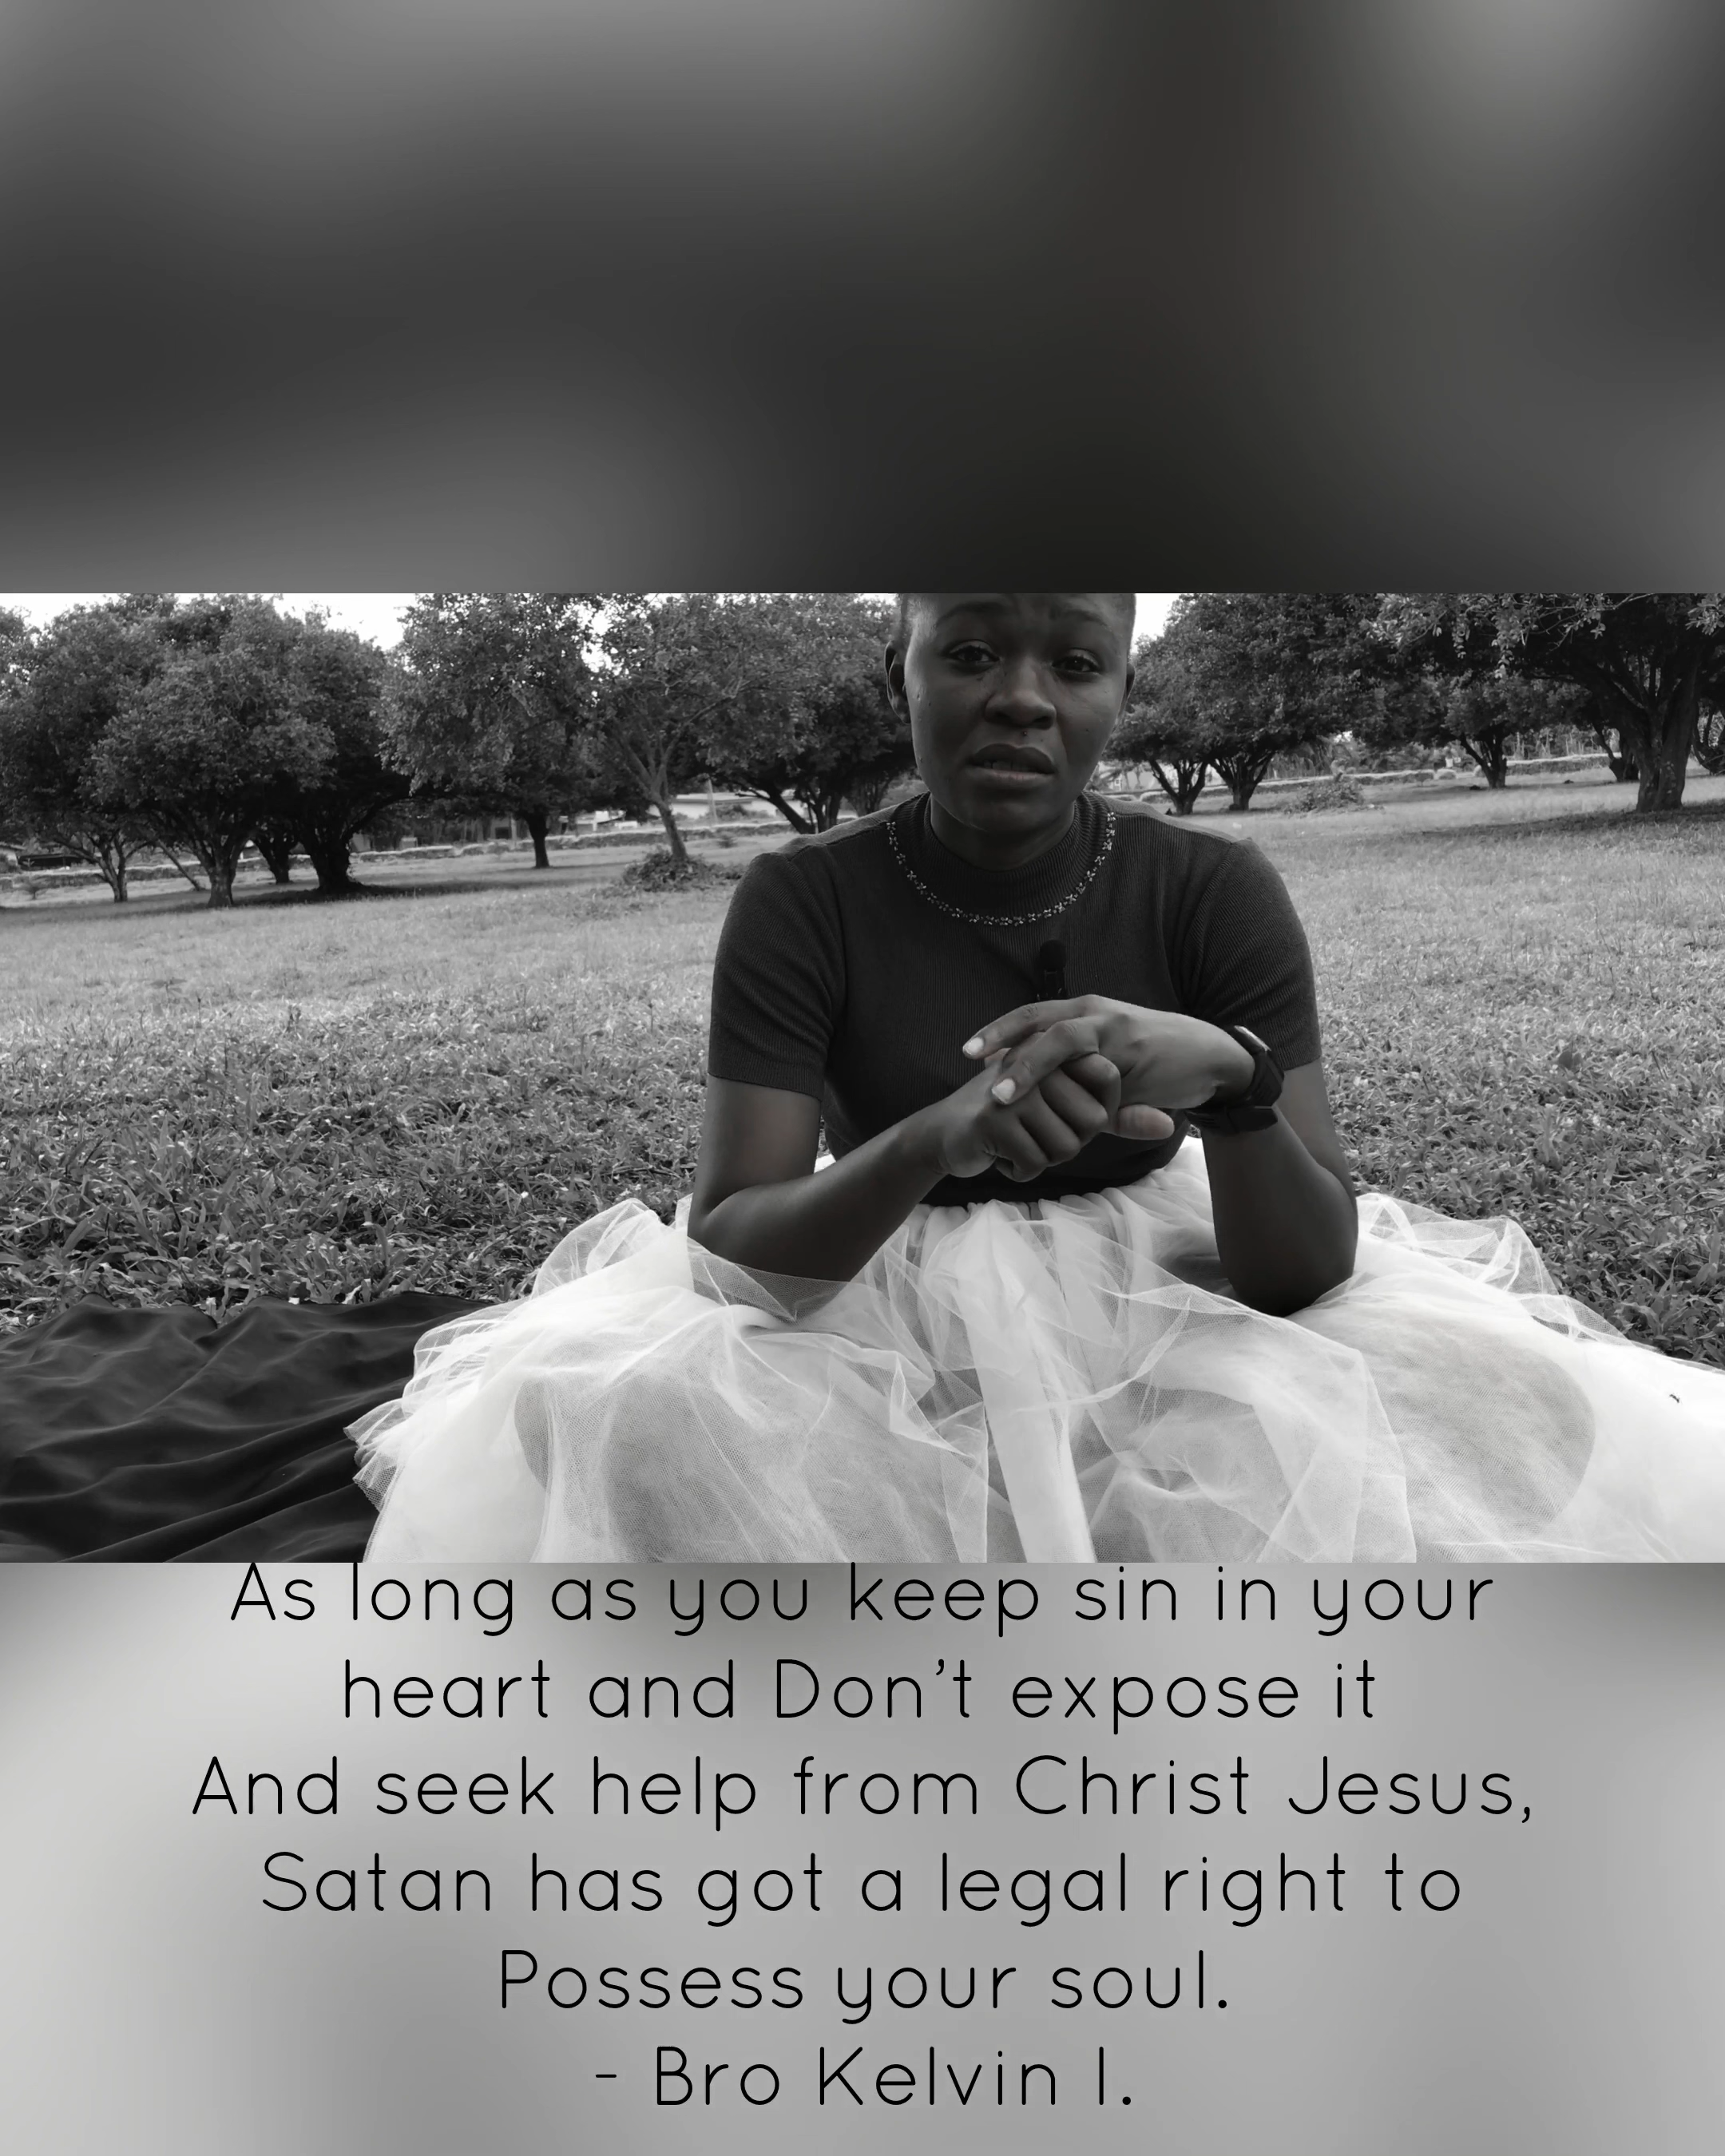 As long as you keep sin in your
heart and Don't expose it
And seek help from Christ Jesus,
Satan has got a legal right to
Possess your soul.
- Bro Kelvin I.